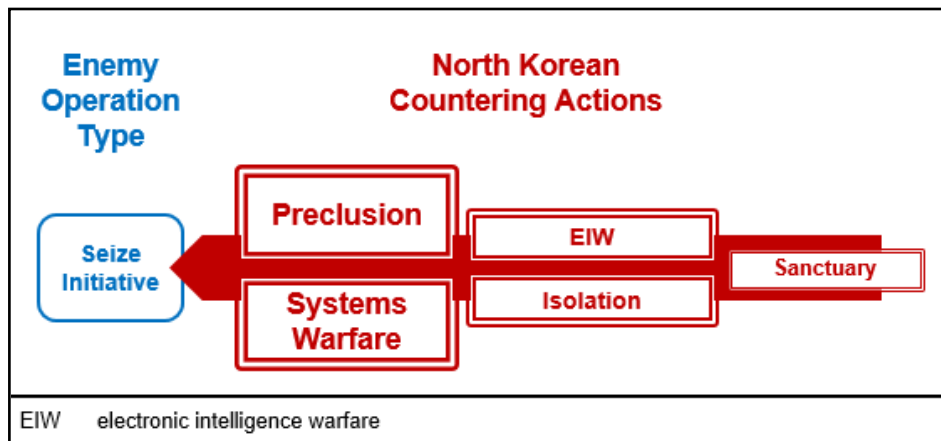 Enemy
Operation
Type
North Korean
Countering Actions
Seize
Initiative
Preclusion
Systems
Warfare
EIW
Isolation
Sanctuary
EIW electronic intelligence warfare